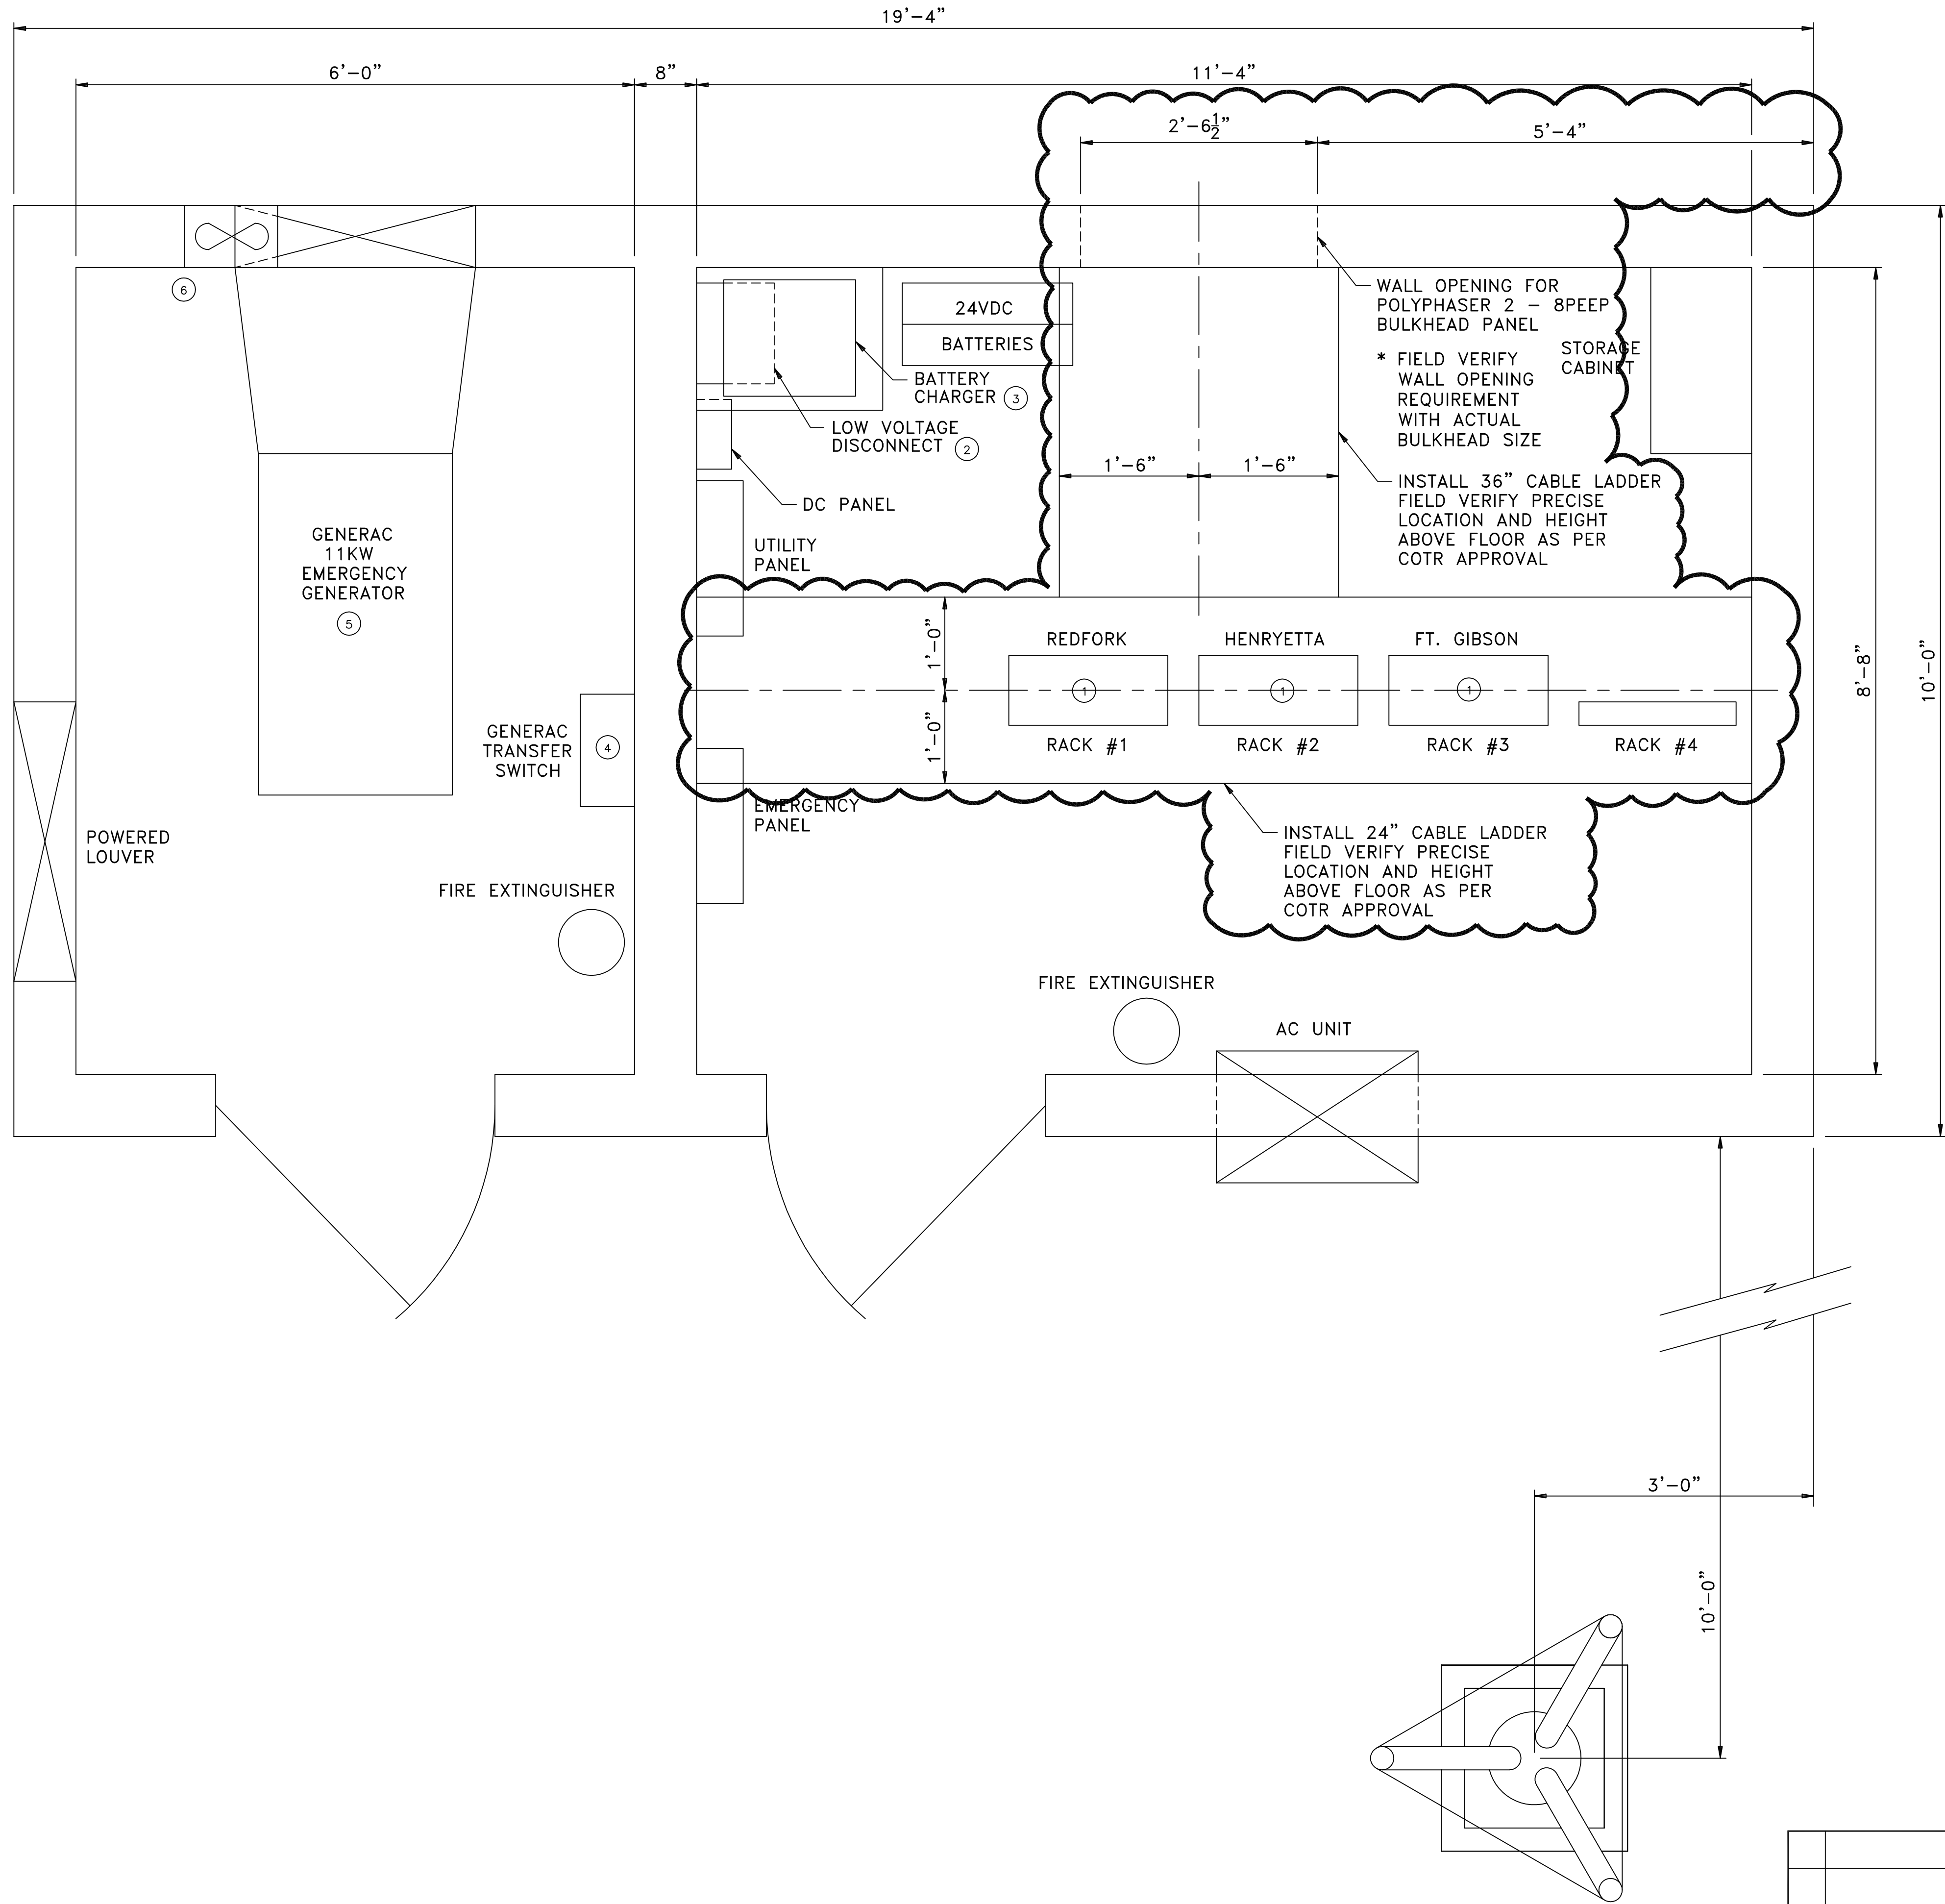 19'-4"
6'-0"
8"
11'-4"
2'-6½"
5'-4"
6
24VDC
BATTERIES
BATTERY
CHARGER 3
LOW VOLTAGE
DISCONNECT 2
DC PANEL
UTILITY
PANEL
WALL OPENING FOR
POLYPHASER 2 - 8PEEP
BULKHEAD PANEL
* FIELD VERIFY
WALL OPENING
REQUIREMENT
WITH ACTUAL
BULKHEAD SIZE
STORAGE
CABINET
1'-6"
1'-6"
INSTALL 36" CABLE LADDER
FIELD VERIFY PRECISE
LOCATION AND HEIGHT
ABOVE FLOOR AS PER
COTR APPROVAL
GENERAC
11KW
EMERGENCY
GENERATOR
5
1'-0"
1'-0"
REDFORK
HENRYETTA
FT. GIBSON
1
1
1
RACK #1
RACK #2
RACK #3
RACK #4
8'-8"
10'-0"
GENERAC
TRANSFER
SWITCH
4
EMERGENCY
PANEL
POWERED
LOUVER
INSTALL 24" CABLE LADDER
FIELD VERIFY PRECISE
LOCATION AND HEIGHT
ABOVE FLOOR AS PER
COTR APPROVAL
FIRE EXTINGUISHER
FIRE EXTINGUISHER
AC UNIT
3'-0"
10'-0"